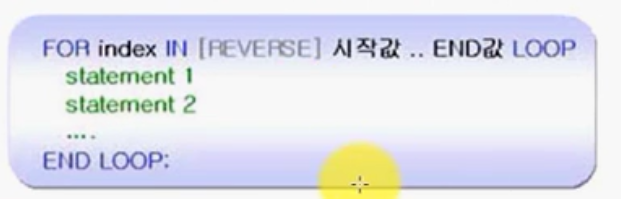 FOR index IN [REVERSE] 시작값 .. END값 LOOP
statement 1
statement 2
....
END LOOP: